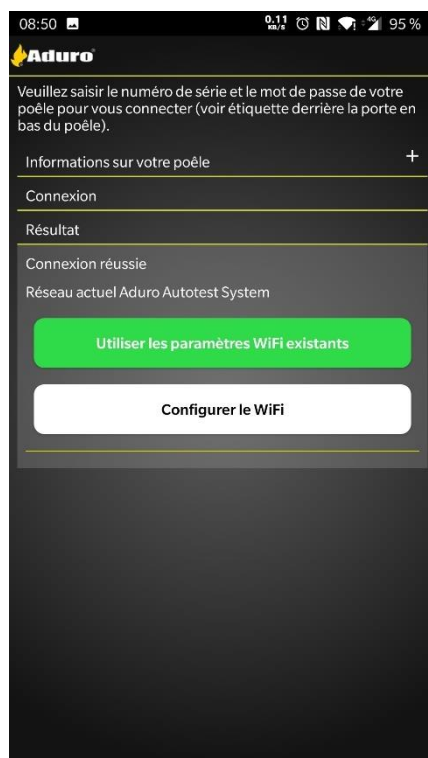 08:50 0.11 KB/S 4G 95 %
Aduro
Veuillez saisir le numéro de série et le mot de passe de votre
poêle pour vous connecter (voir étiquette derrière la porte en
bas du poêle).
Informations sur votre poêle +
Connexion
Résultat
Connexion réussie
Réseau actuel Aduro Autotest System
Utiliser les paramètres WiFi existants
Configurer le WiFi